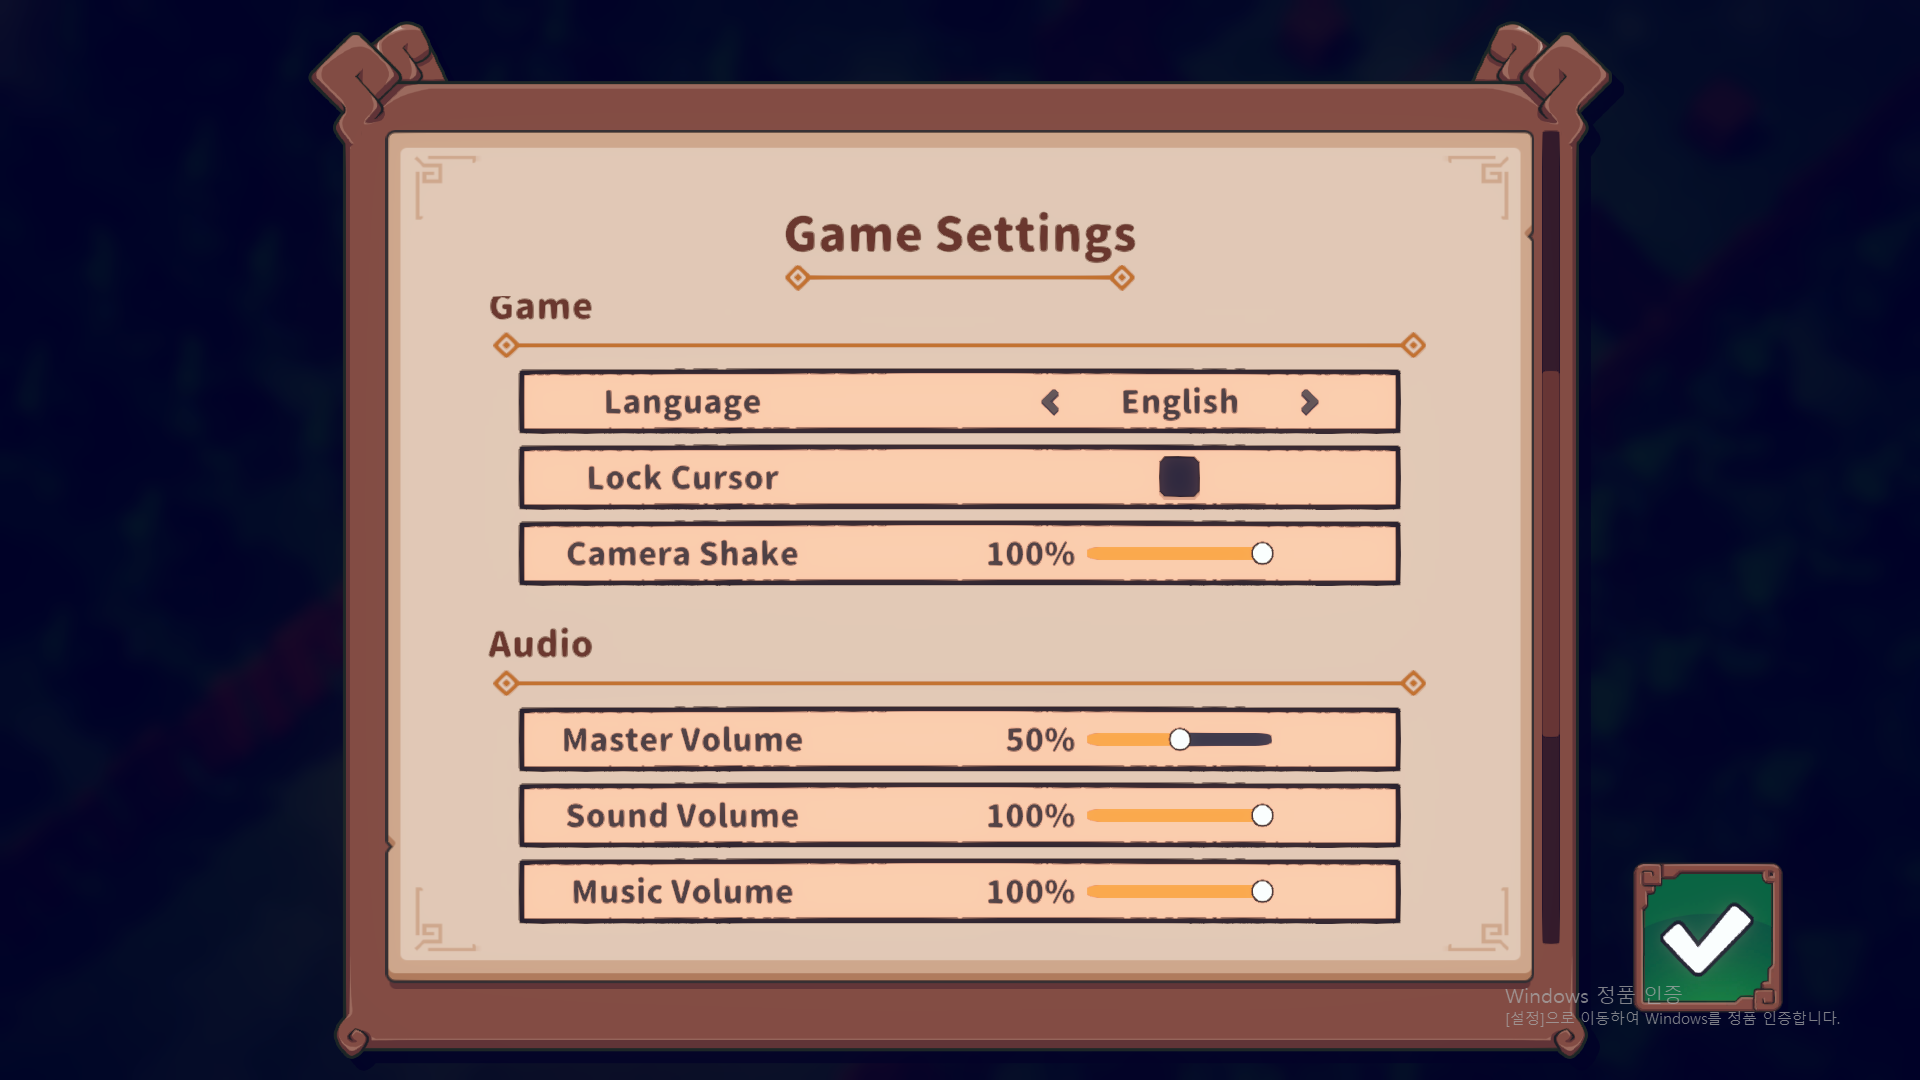 Game Settings
Game
Language English
Lock Cursor
Camera Shake 100%
Audio
Master Volume 50%
Sound Volume 100%
Music Volume 100%
Windows 정품 인증
[설정]으로 이동하여 Windows를 정품 인증합니다.